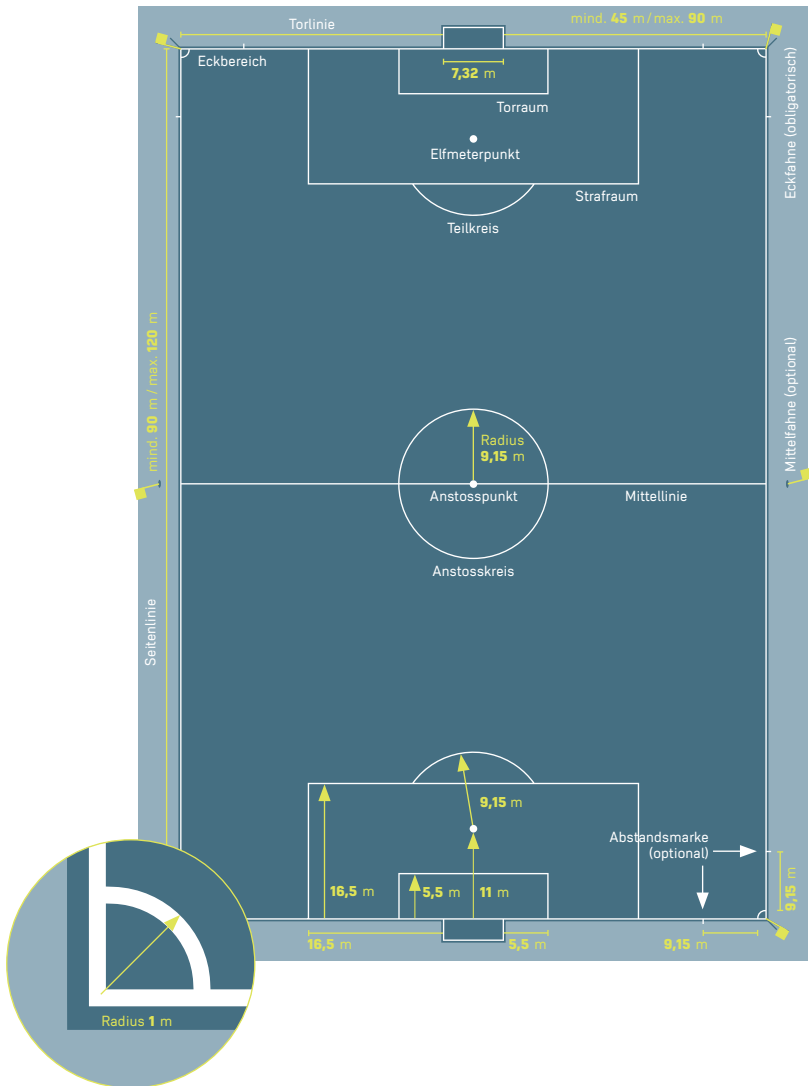 Torlinie
mind. 45 m / max. 90 m
Eckbereich
7,32 m
Torraum
Elfmeterpunkt
Strafraum
Teilkreis
Eckfahne (obligatorisch)
mind. 90 m / max. 120 m
Mittelfahne (optional)
Radius
9,15 m
Anstosspunkt
Mittellinie
Anstosskreis
Seitenlinie
9,15 m
Abstandsmarke
(optional)
16,5 m
5,5 m
11 m
9,15 m
16,5 m
5,5 m
9,15 m
Radius 1 m